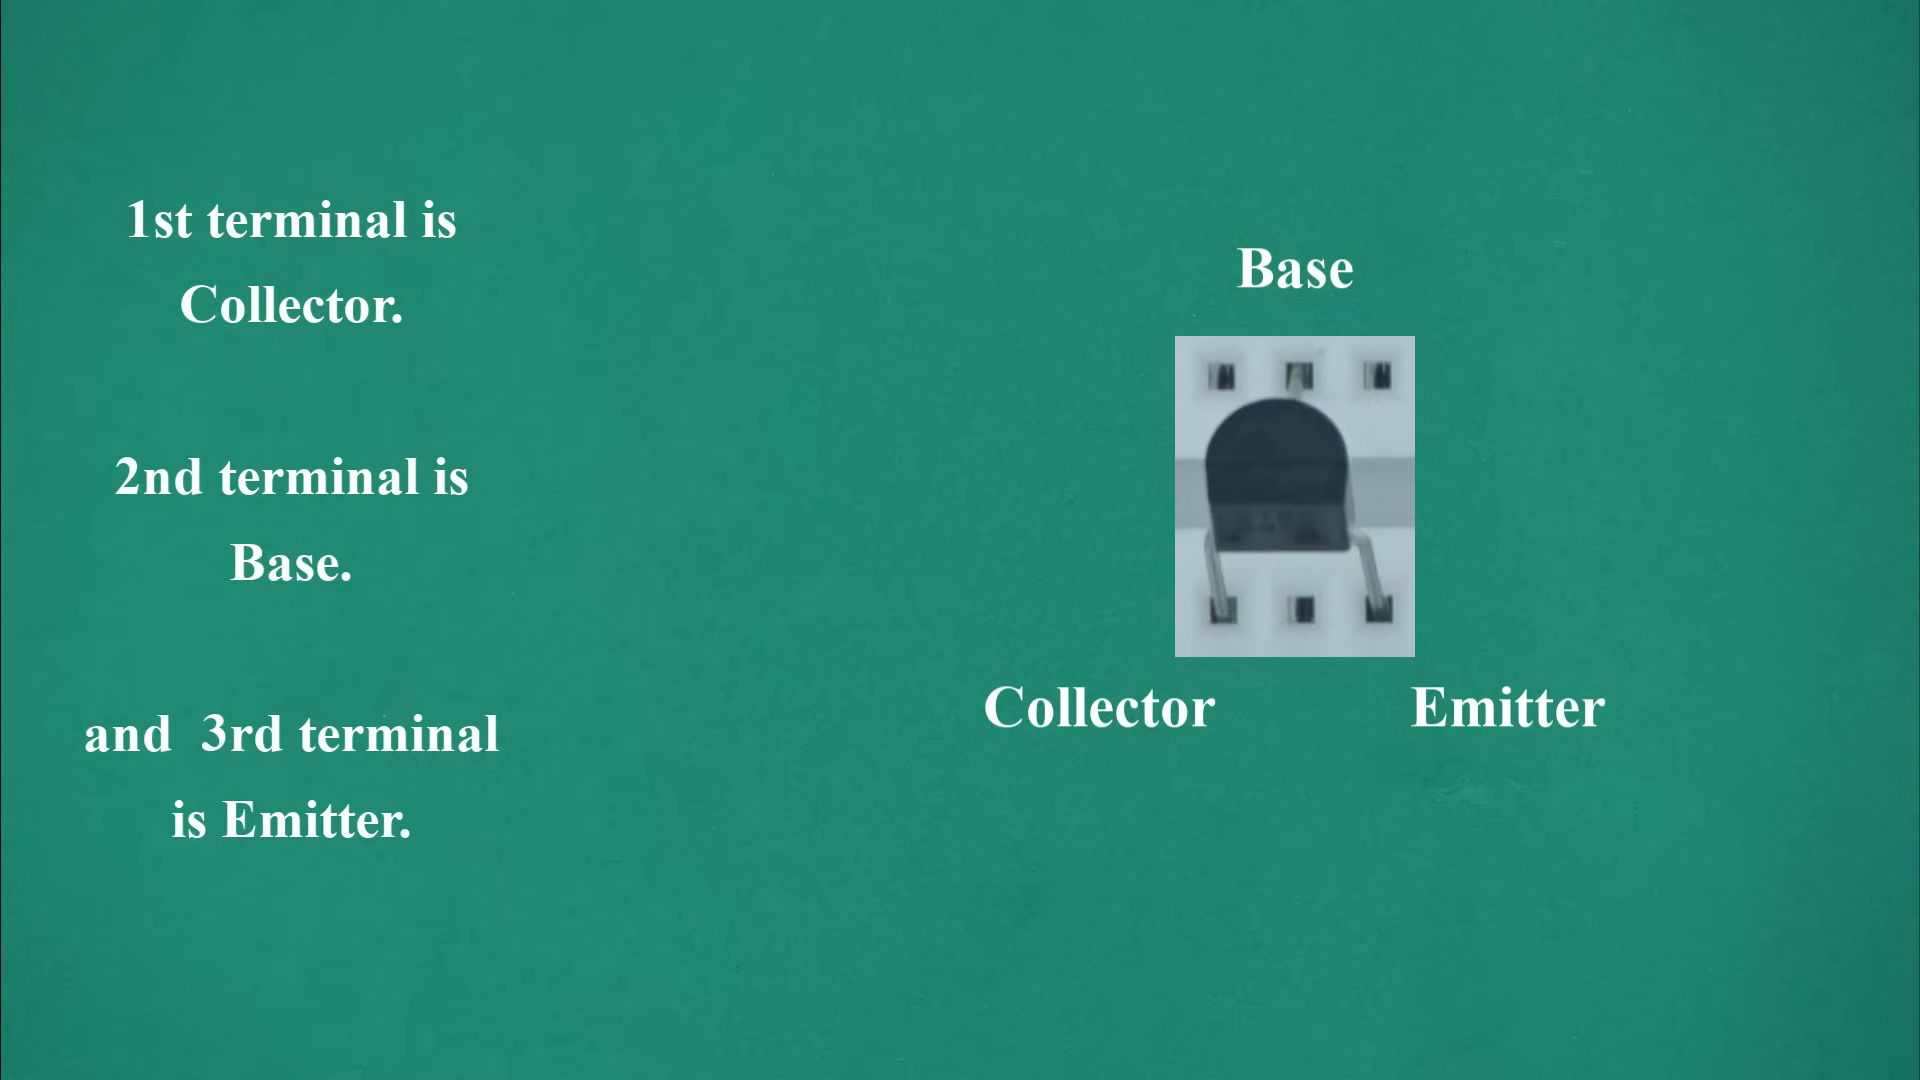 1st terminal is
Collector.
2nd terminal is
Base.
and  3rd terminal
is Emitter.
Base
Collector
Emitter